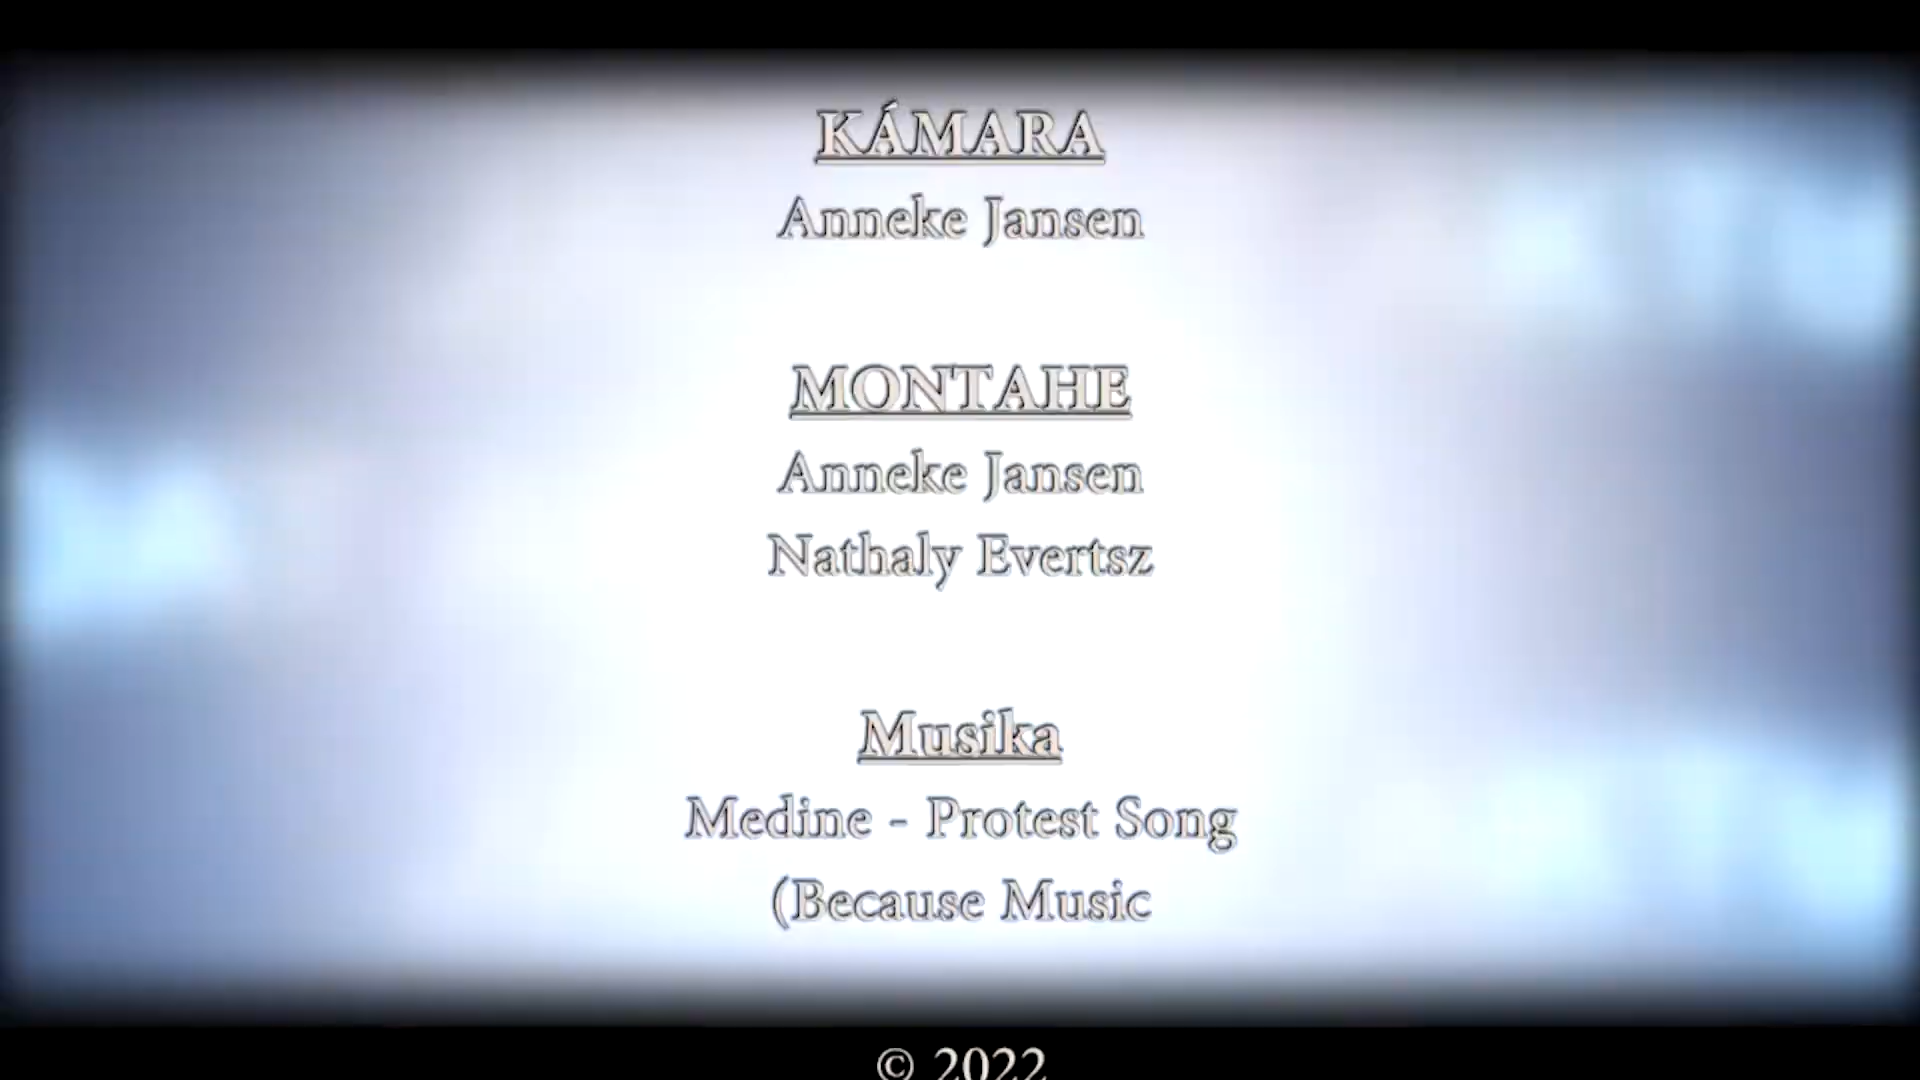 KÁMARA
Anneke Jansen
MONTAHE
Anneke Jansen
Nathaly Evertsz
Musika
Medine - Protest Song
(Because Music
© 2022